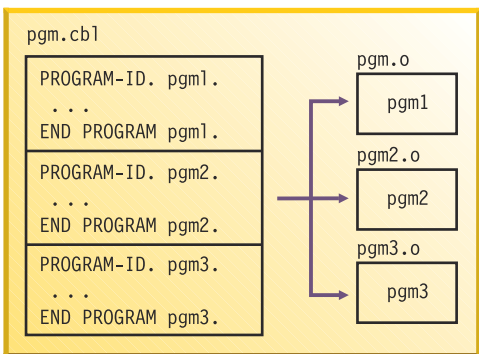 pgm.cbl
PROGRAM-ID. pgm1.
...
END PROGRAM pgm1.
PROGRAM-ID. pgm2.
...
END PROGRAM pgm2.
PROGRAM-ID. pgm3.
...
END PROGRAM pgm3.
pgm.o
pgm1
pgm2.o
pgm2
pgm3.o
pgm3